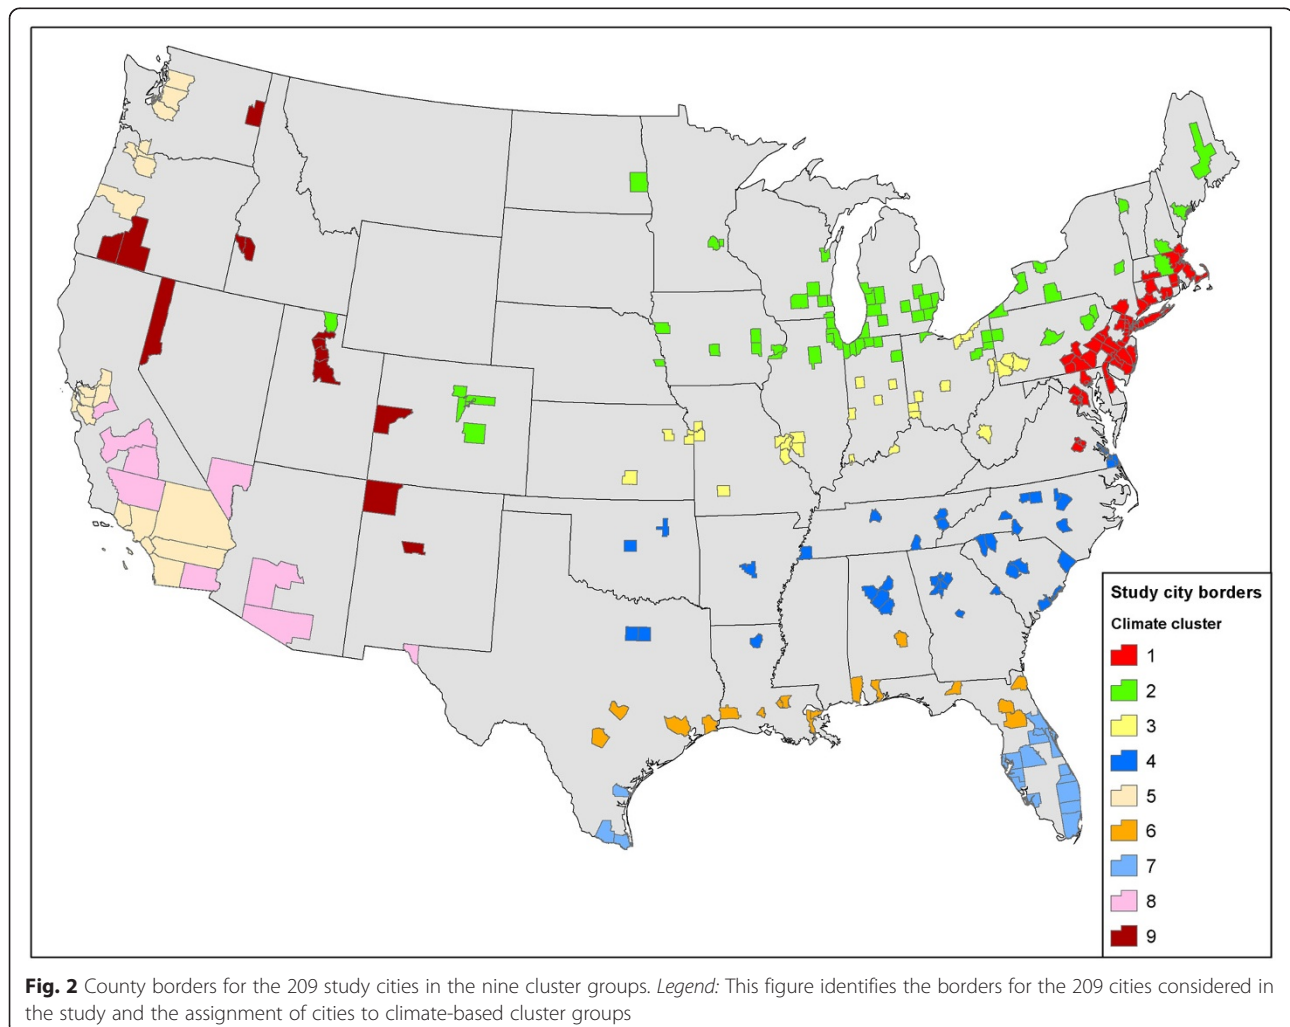 Study city borders
Climate cluster
1
2
3
4
5
6
7
8
9
Fig. 2 County borders for the 209 study cities in the nine cluster groups. Legend: This figure identifies the borders for the 209 cities considered in
the study and the assignment of cities to climate-based cluster groups